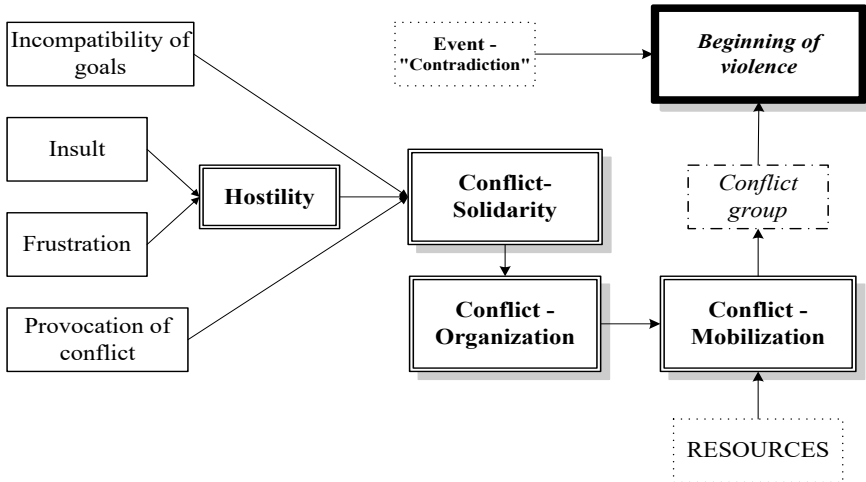 Incompatibility of
goals
Event -
"Contradiction"
Beginning of
violence
Insult
Hostility
Conflict-
Solidarity
Conflict
group
Frustration
Provocation of
conflict
Conflict -
Organization
Conflict -
Mobilization
RESOURCES